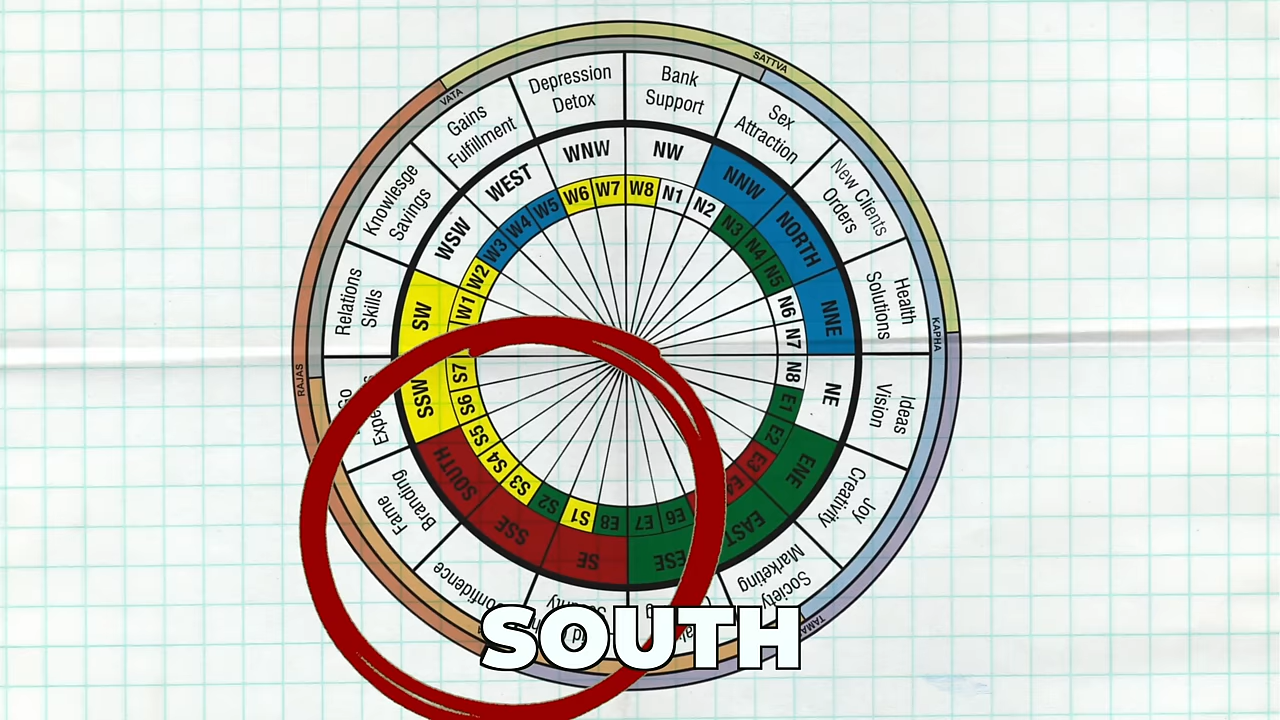 SATTVA
VATA
Depression
Detox
Bank
Support
Gains
Fulfillment
Sex
Attraction
Knowlesge
Savings
New Clients
Orders
Relations
Skills
Health
Solutions
KAPHA
RAJAS
Ideas
Vision
Joy
Creativity
Society
Marketing
Fame
Branding
WNW
NW
WEST
NNW
WSW
NORTH
SW
NNE
SSW
NE
SOUTH
ENE
SSE
EAST
SE
ESE
W6
W7
W8
N1
N2
W5
W4
W3
W2
W1
N3
N4
N5
N6
N7
N8
S7
S6
S5
S4
S3
S2
S1
E8
E7
E6
E4
E3
E2
E1
SOUTH